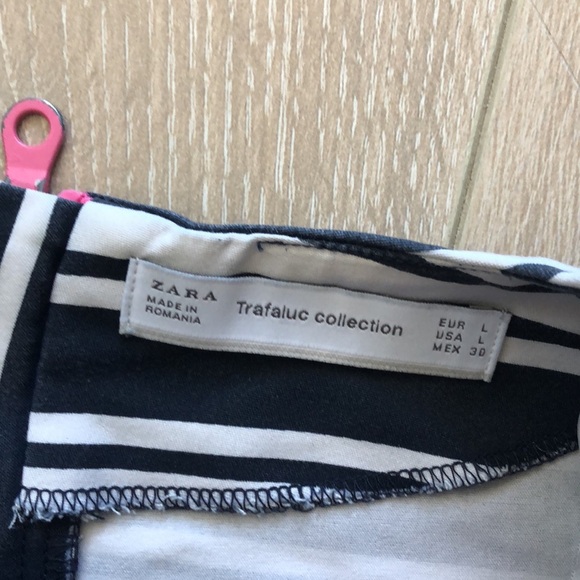 ZARA
MADE IN
ROMANIA
Trafaluc collection
EUR L
USA L
MEX 30